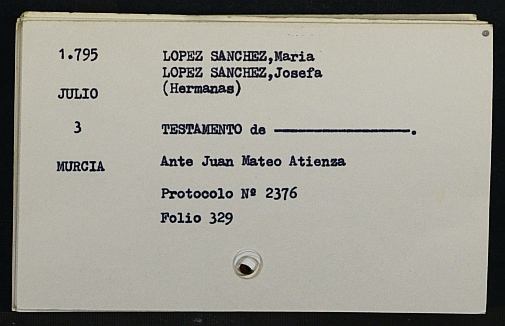 1.795 LOPEZ SANCHEZ,Maria
LOPEZ SANCHEZ,Josefa
JULIO (Hermanas)
3 TESTAMENTO de ——————————.
MURCIA Ante Juan Mateo Atienza
Protocolo Nº 2376
Folio 329